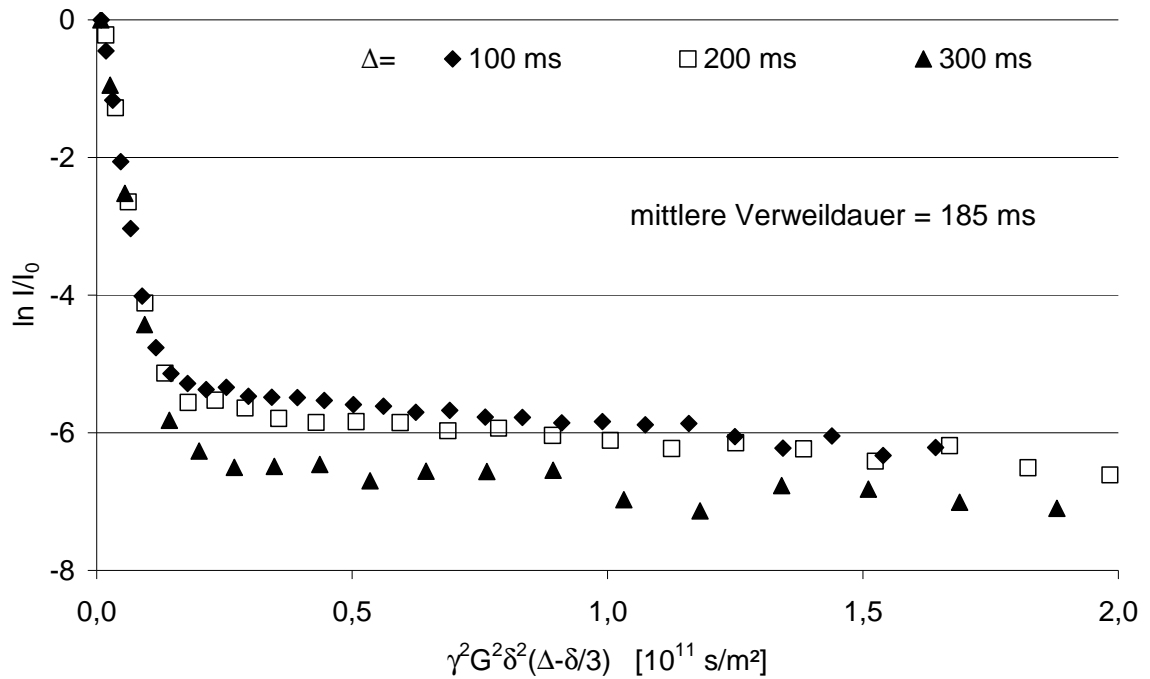 0
Δ= 100 ms 200 ms 300 ms
-2
mittlere Verweildauer = 185 ms
ln I/I₀
-4
-6
-8
0,0 0,5 1,0 1,5 2,0
γ²G²δ²(Δ-δ/3) [10¹¹ s/m²]